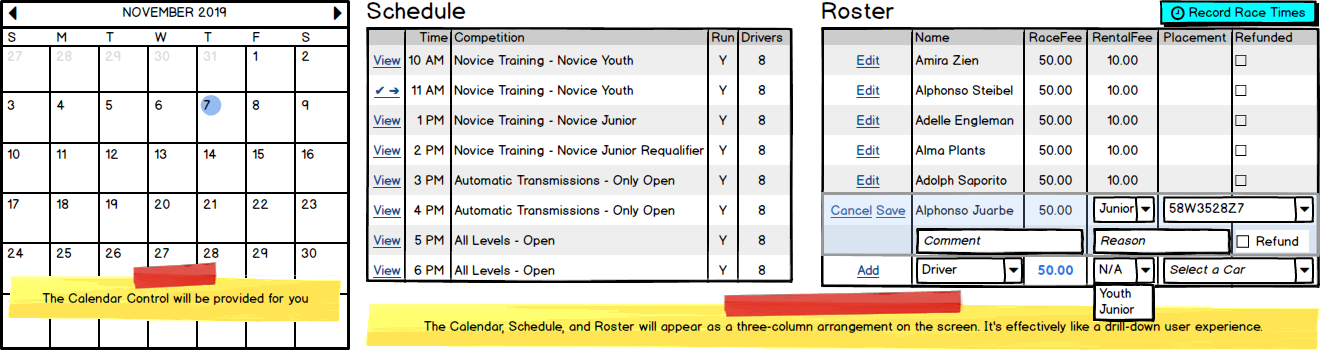 NOVEMBER 2019
S M T W T F S
27 28 29 30 31 1 2
3 4 5 6 7 8 9
10 11 12 13 14 15 16
17 18 19 20 21 22 23
24 25 26 27 28 29 30
The Calendar Control will be provided for you
Schedule
Time Competition Run Drivers
View 10 AM Novice Training - Novice Youth Y 8
✔ ➔ 11 AM Novice Training - Novice Youth Y 8
View 1 PM Novice Training - Novice Junior Y 8
View 2 PM Novice Training - Novice Junior Requalifier Y 8
View 3 PM Automatic Transmissions - Only Open Y 8
View 4 PM Automatic Transmissions - Only Open Y 8
View 5 PM All Levels - Open Y 8
View 6 PM All Levels - Open Y 8
Roster
Record Race Times
Name RaceFee RentalFee Placement Refunded
Edit Amira Zien 50.00 10.00
Edit Alphonso Steibel 50.00 10.00
Edit Adelle Engleman 50.00 10.00
Edit Alma Plants 50.00 10.00
Edit Adolph Saporito 50.00 10.00
Cancel Save Alphonso Juarbe 50.00 Junior 58W3528Z7
Comment Reason Refund
Add Driver 50.00 N/A Select a Car
Youth
Junior
The Calendar, Schedule, and Roster will appear as a three-column arrangement on the screen. It's effectively like a drill-down user experience.